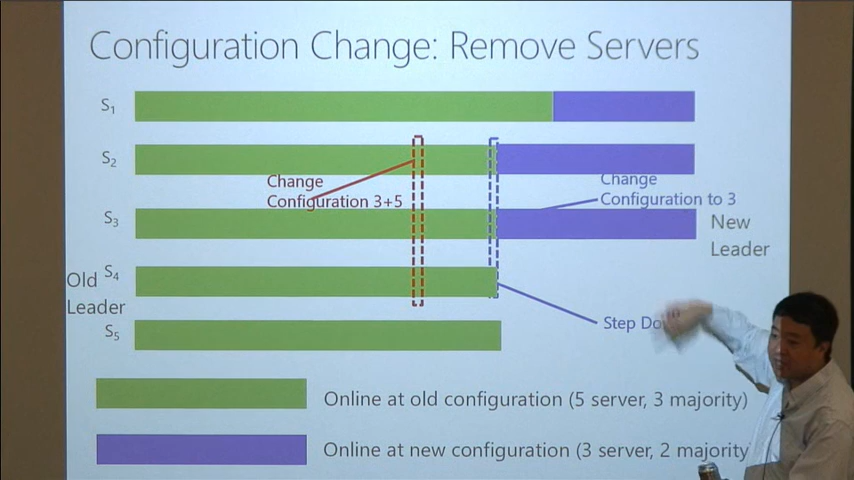 Configuration Change: Remove Servers
S1
S2
Change
Configuration 3+5
Change
Configuration to 3
S3
New
Leader
Old
Leader
S4
Step
S5
Online at old configuration (5 server, 3 majority)
Online at new configuration (3 server, 2 majority